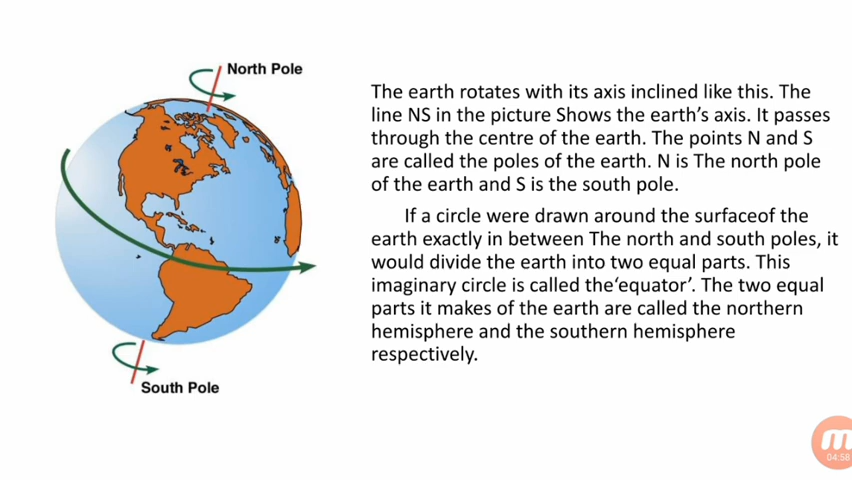 North Pole
The earth rotates with its axis inclined like this. The
line NS in the picture Shows the earth's axis. It passes
through the centre of the earth. The points N and S
are called the poles of the earth. N is The north pole
of the earth and S is the south pole.
If a circle were drawn around the surfaceof the
earth exactly in between The north and south poles, it
would divide the earth into two equal parts. This
imaginary circle is called the‘equator’. The two equal
parts it makes of the earth are called the northern
hemisphere and the southern hemisphere
respectively.
South Pole
m
04:58